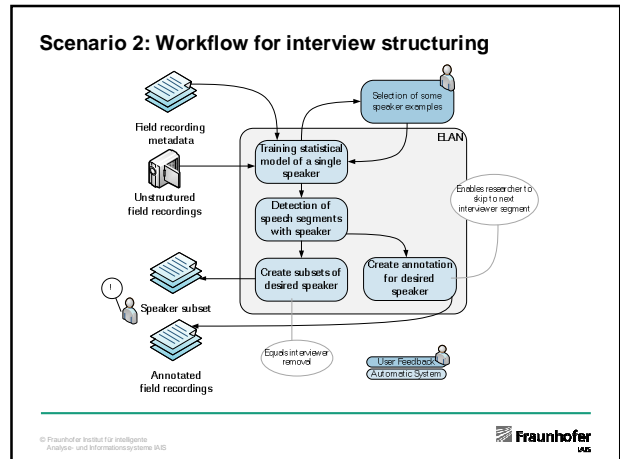 Scenario 2: Workflow for interview structuring
Field recording
metadata
Selection of some
speaker examples
ELAN
Training statistical
model of a single
speaker
Unstructured
field recordings
Enables researcher to
skip to next
interviewer segment
Detection of
speech segments
with speaker
Create subsets of
desired speaker
Create annotation
for desired
speaker
!
Speaker subset
Equals interviewer
removal
Annotated
field recordings
User Feedback
Automatic System
© Fraunhofer Institut für Intelligente
Analyse- und Informationssysteme IAIS
Fraunhofer
IAIS